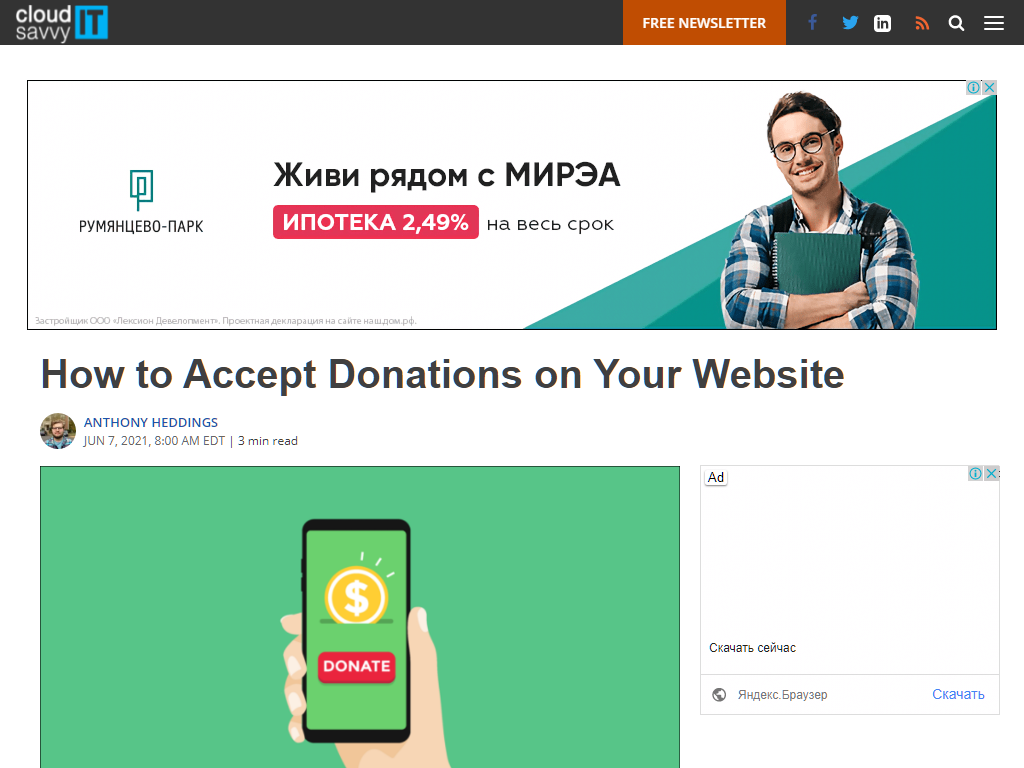 cloud
savvy IT
FREE NEWSLETTER
РУМЯНЦЕВО-ПАРК
Живи рядом с МИРЭА
ИПОТЕКА 2,49% на весь срок
Застройщик ООО «Лексион Девелопмент». Проектная декларация на сайте наш.дом.рф.
How to Accept Donations on Your Website
ANTHONY HEDDINGS
JUN 7, 2021, 8:00 AM EDT | 3 min read
$
DONATE
Ad
Скачать сейчас
Яндекс.Браузер
Скачать